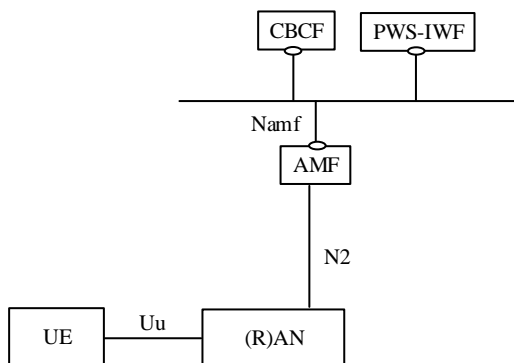 CBCF
PWS-IWF
Namf
AMF
N2
UE
Uu
(R)AN